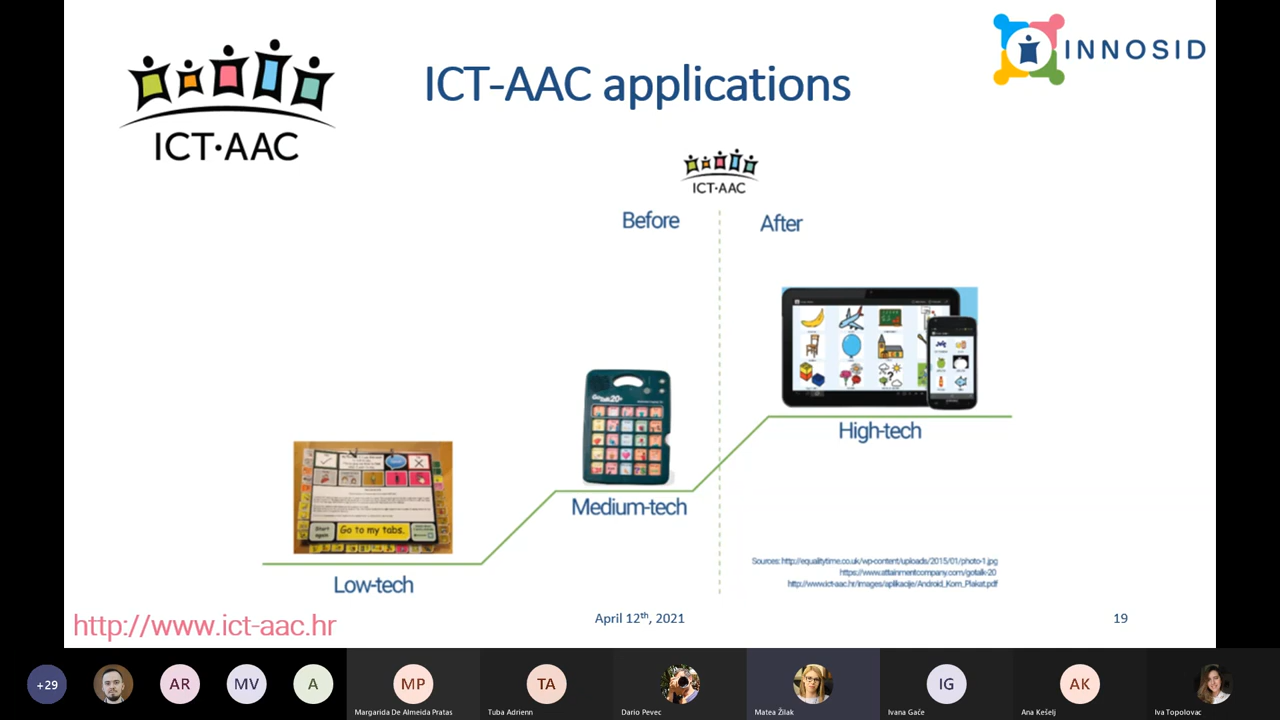 ICT-AAC applications
INNOSID
ICT·AAC
ICT·AAC
Before
After
GoTalk 20+
Start again
Go to my tabs.
High-tech
Medium-tech
Low-tech
Sources: http://equalitytime.co.uk/wp-content/uploads/2015/01/photo-1.jpg
https://www.attainmentcompany.com/gotalk-20
http://www.ict-aac.hr/images/aplikacije/Android_Kom_Plakat.pdf
http://www.ict-aac.hr
April 12th, 2021
19
+29
AR
MV
A
MP
TA
IG
AK
Margarida De Almeida Pratas
Tuba Adrienn
Dario Pevec
Matea Žilak
Ivana Gaće
Ana Kešelj
Iva Topolovac